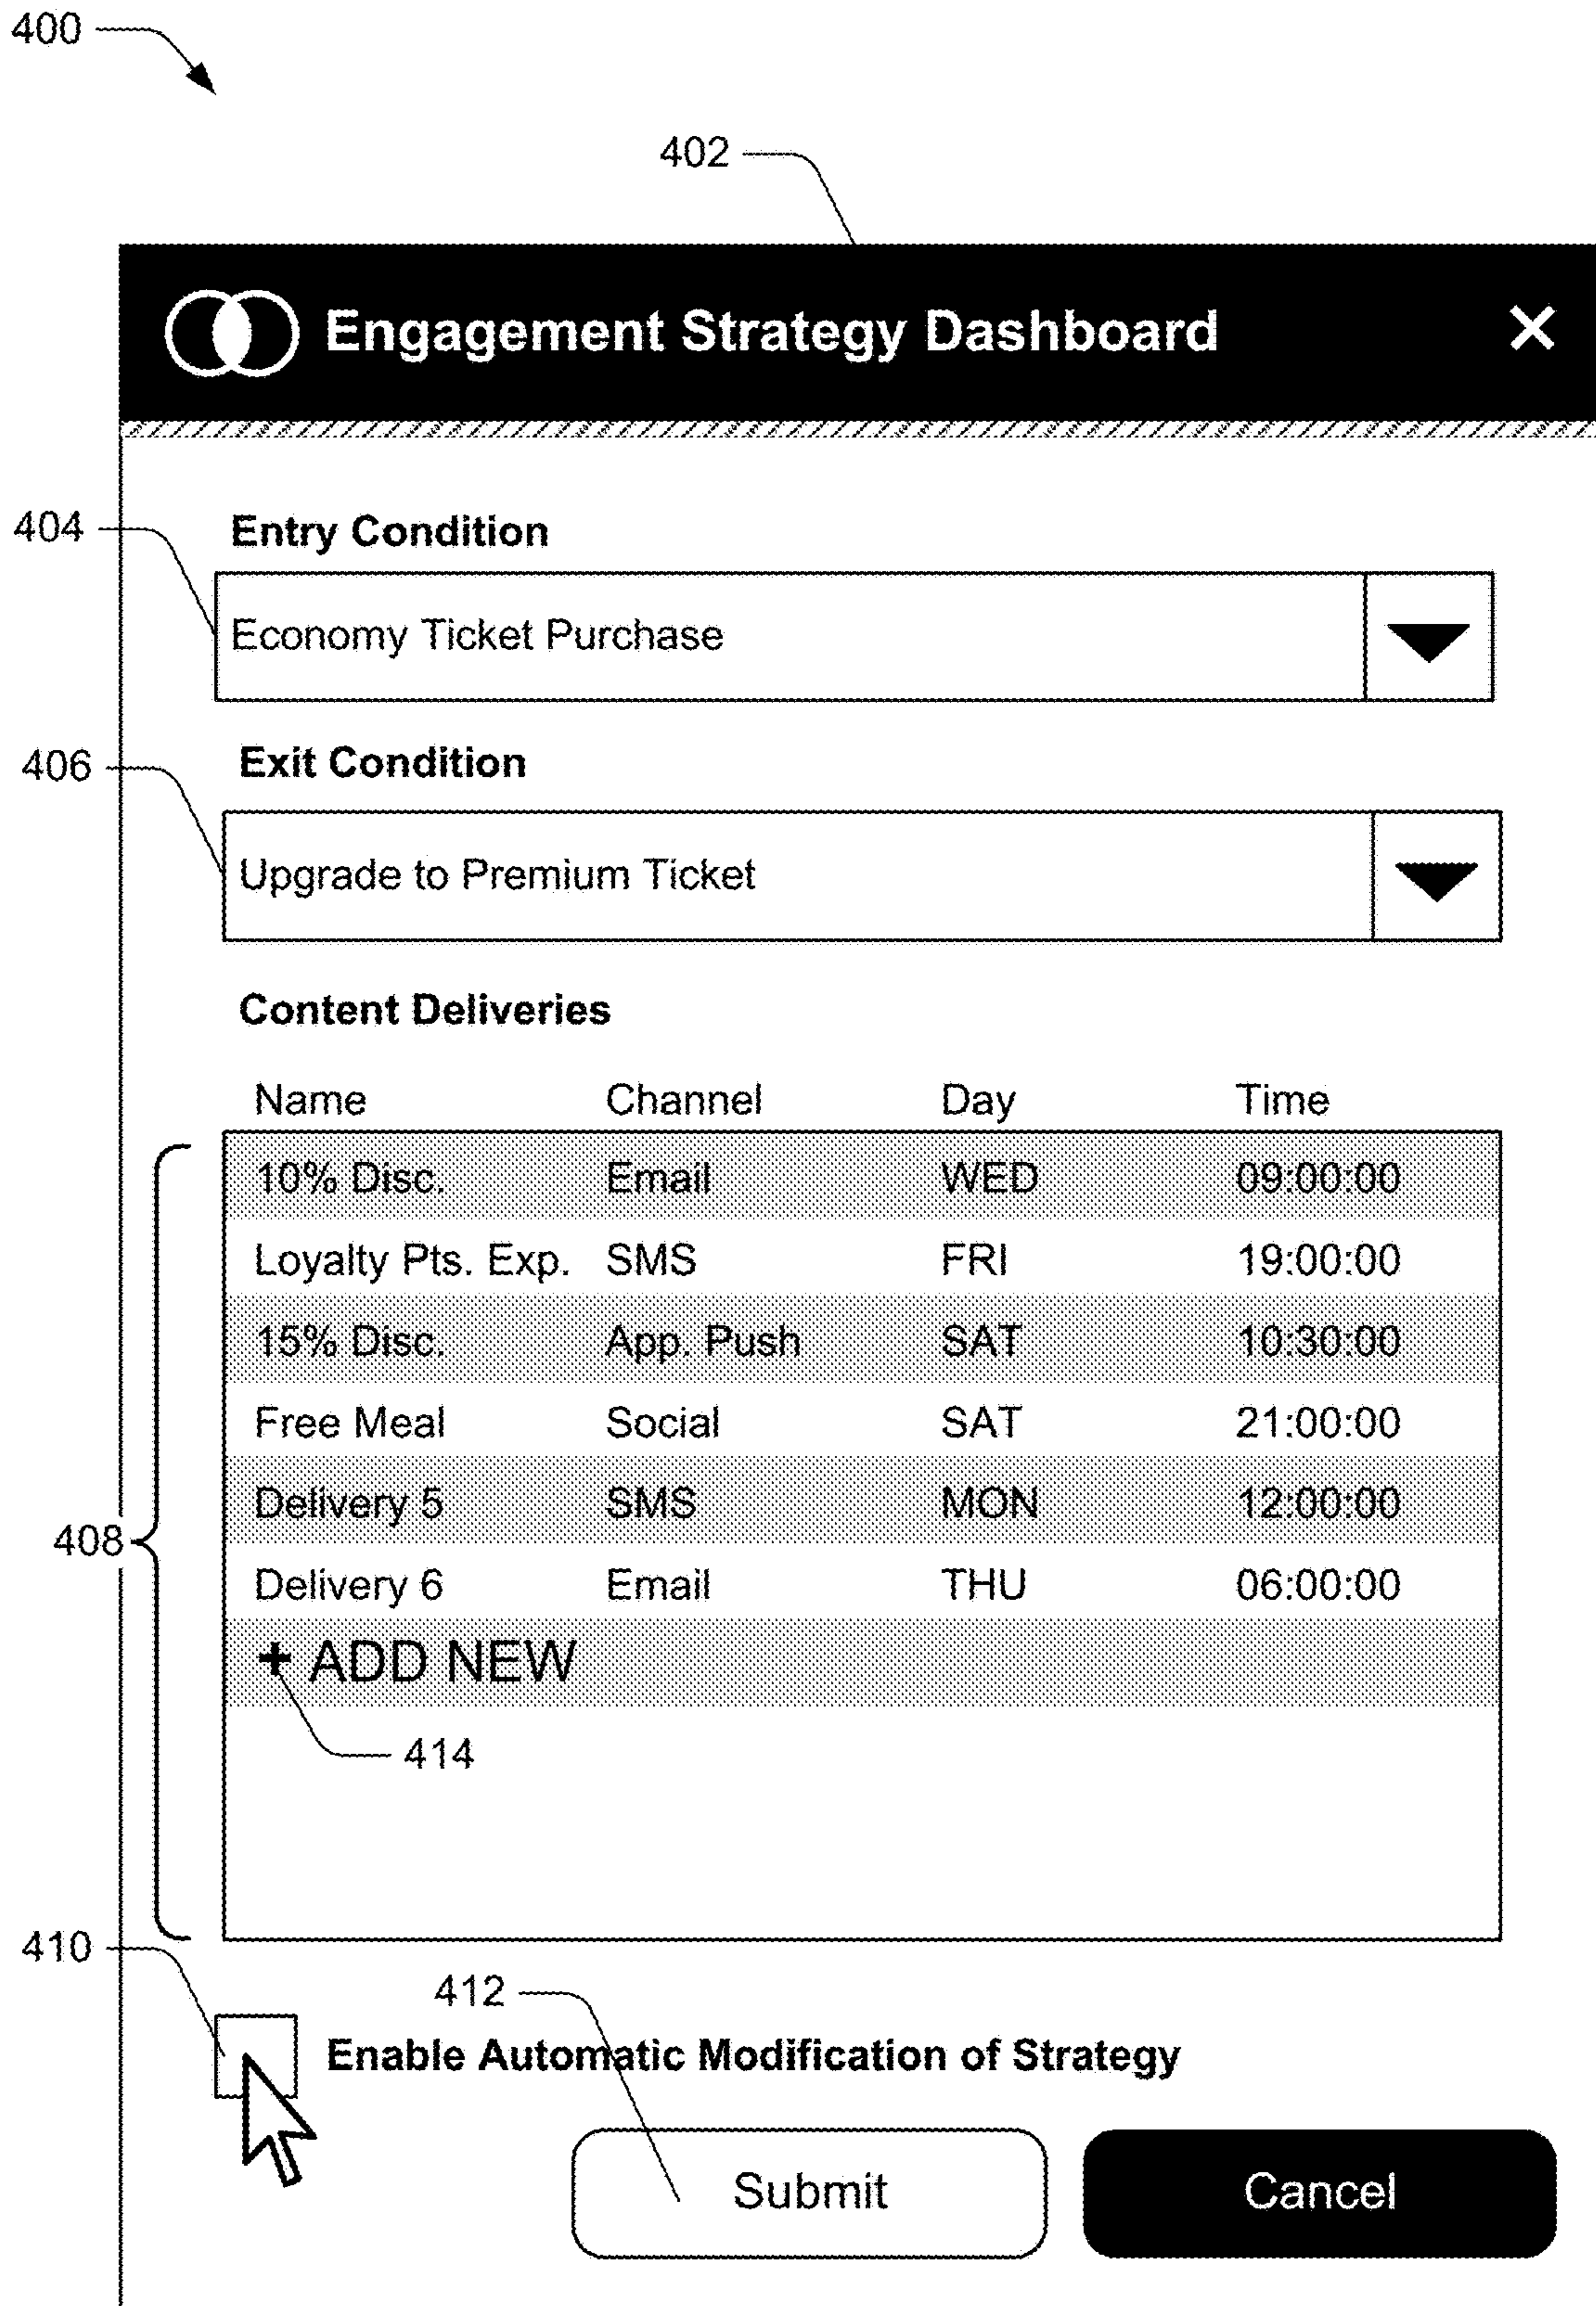 400
402
Engagement Strategy Dashboard ✕
404
Entry Condition
Economy Ticket Purchase
406
Exit Condition
Upgrade to Premium Ticket
Content Deliveries
Name Channel Day Time
10% Disc. Email WED 09:00:00
Loyalty Pts. Exp. SMS FRI 19:00:00
15% Disc. App. Push SAT 10:30:00
Free Meal Social SAT 21:00:00
Delivery 5 SMS MON 12:00:00
408
Delivery 6 Email THU 06:00:00
+ ADD NEW
414
410
412
Enable Automatic Modification of Strategy
Submit Cancel